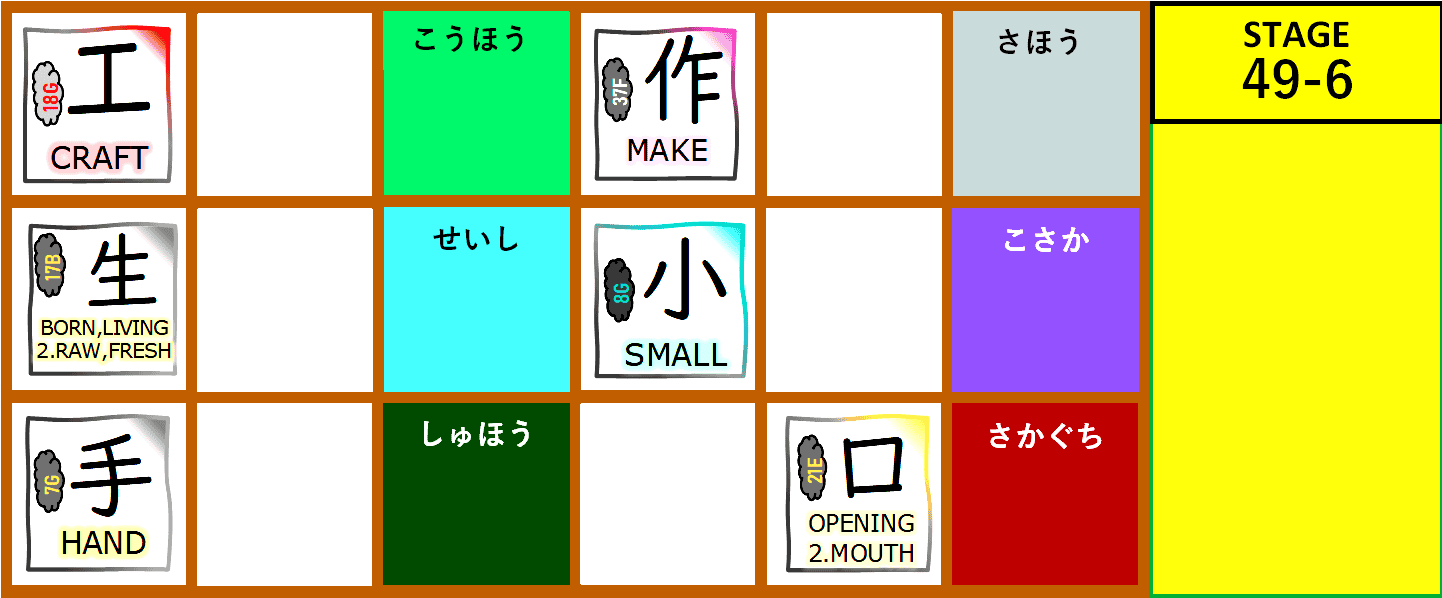 18G
工
CRAFT
こうほう
37F
作
MAKE
さほう
STAGE
49-6
17B
生
BORN,LIVING
2.RAW,FRESH
せいし
8G
小
SMALL
こさか
7G
手
HAND
しゅほう
21E
口
OPENING
2.MOUTH
さかぐち